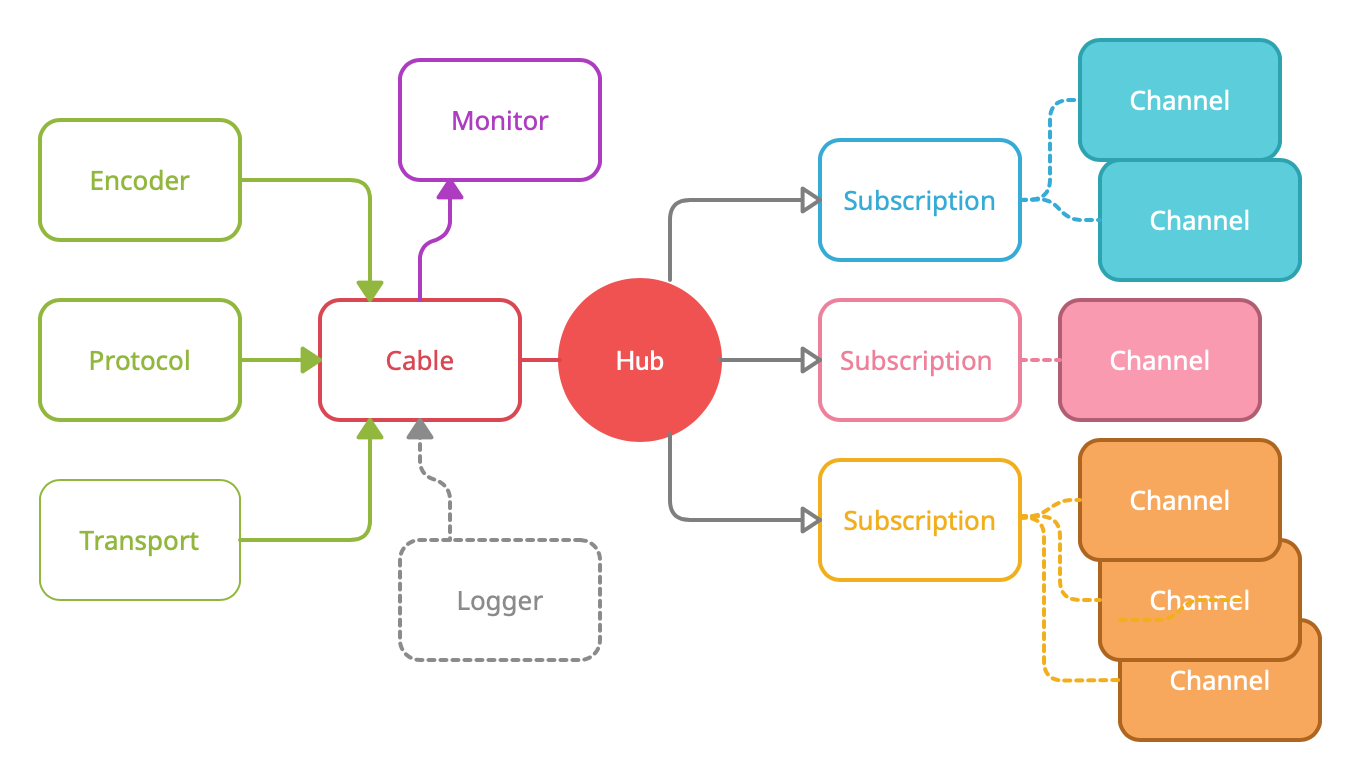 Monitor
Encoder
Protocol
Transport
Cable
Logger
Hub
Subscription
Channel
Channel
Subscription
Channel
Subscription
Channel
Channel
Channel